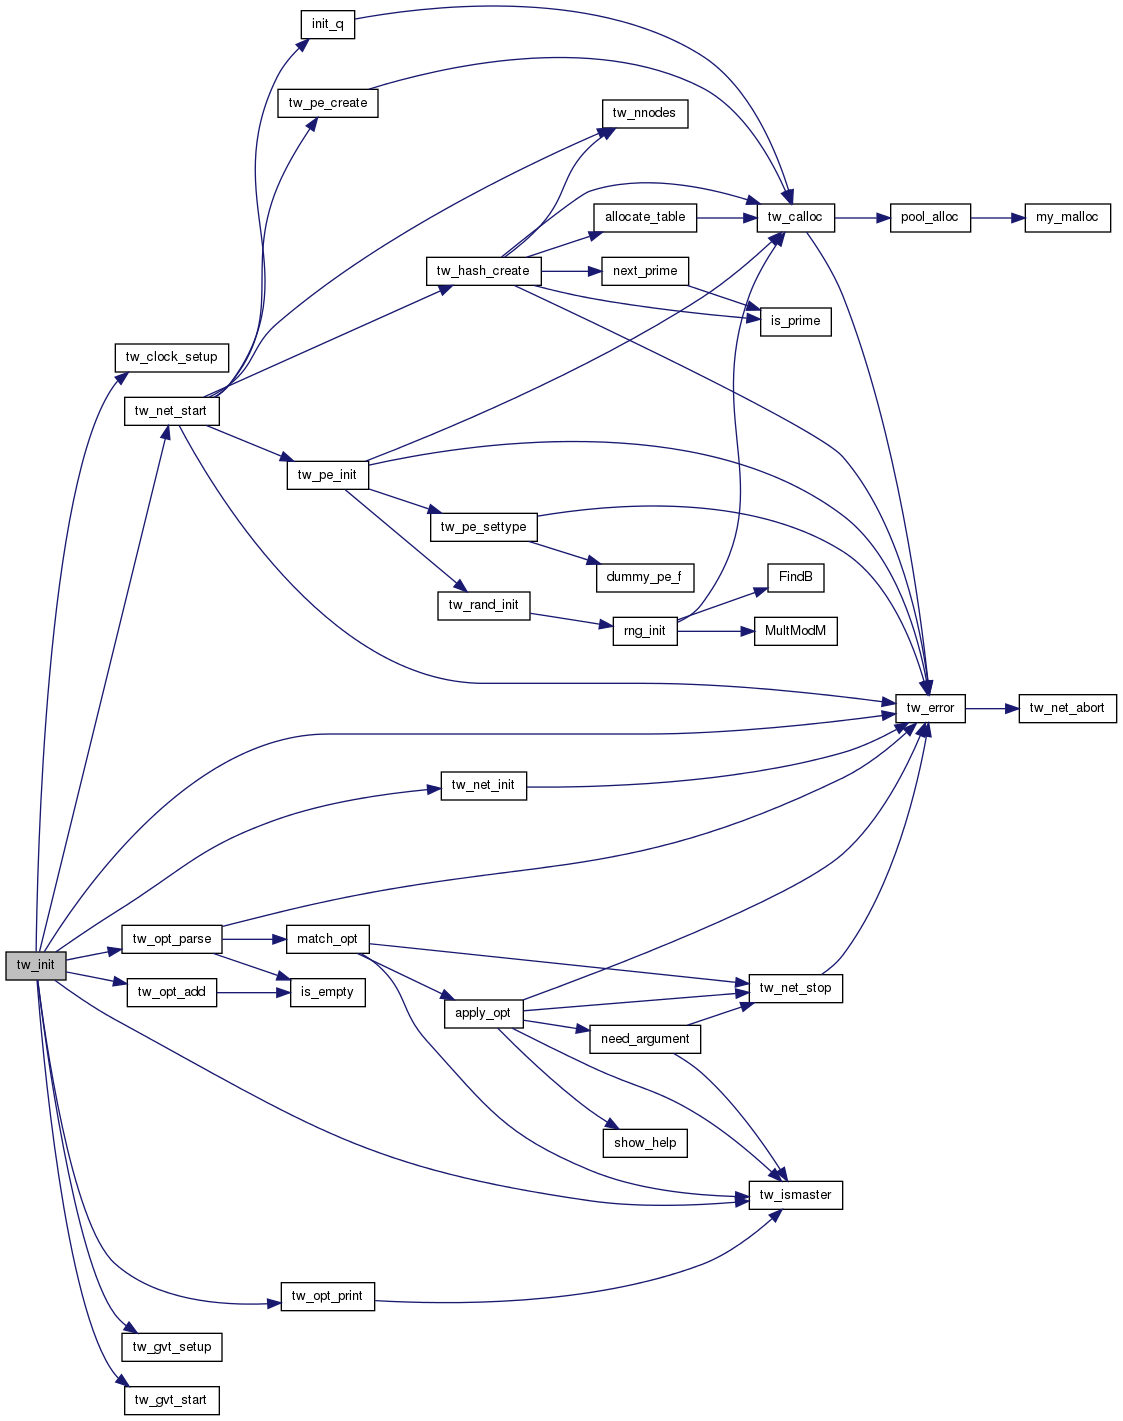 init_q
tw_pe_create
tw_nnodes
tw_calloc
allocate_table
pool_alloc
my_malloc
tw_hash_create
next_prime
is_prime
tw_clock_setup
tw_net_start
tw_pe_init
tw_pe_settype
dummy_pe_f
FindB
tw_rand_init
rng_init
MultModM
tw_error
tw_net_abort
tw_net_init
tw_opt_parse
match_opt
tw_init
tw_opt_add
is_empty
tw_net_stop
apply_opt
need_argument
show_help
tw_ismaster
tw_opt_print
tw_gvt_setup
tw_gvt_start